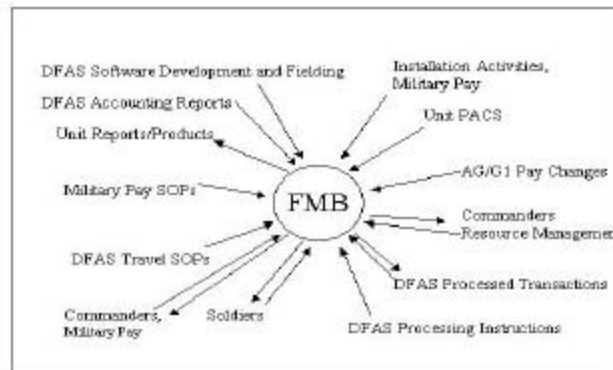 DFAS Software Development and Fielding
Installation Activities,
Military Pay
DFAS Accounting Reports
Unit PACS
Unit Reports/Products
AG/G1 Pay Changes
Military Pay SOPs
FMB
Commanders
Resource Management
DFAS Travel SOPs
DFAS Processed Transactions
Commanders,
Military Pay
Soldiers
DFAS Processing Instructions